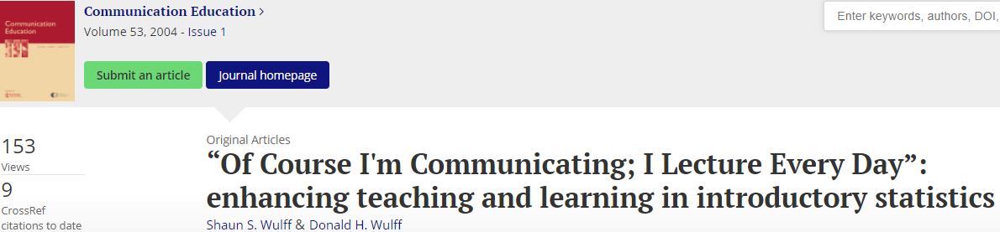 Communication
Education
Communication Education >
Volume 53, 2004 - Issue 1
Enter keywords, authors, DOI,
Submit an article
Journal homepage
153
Views
9
CrossRef
citations to date
Original Articles
“Of Course I'm Communicating; I Lecture Every Day”:
enhancing teaching and learning in introductory statistics
Shaun S. Wulff & Donald H. Wulff